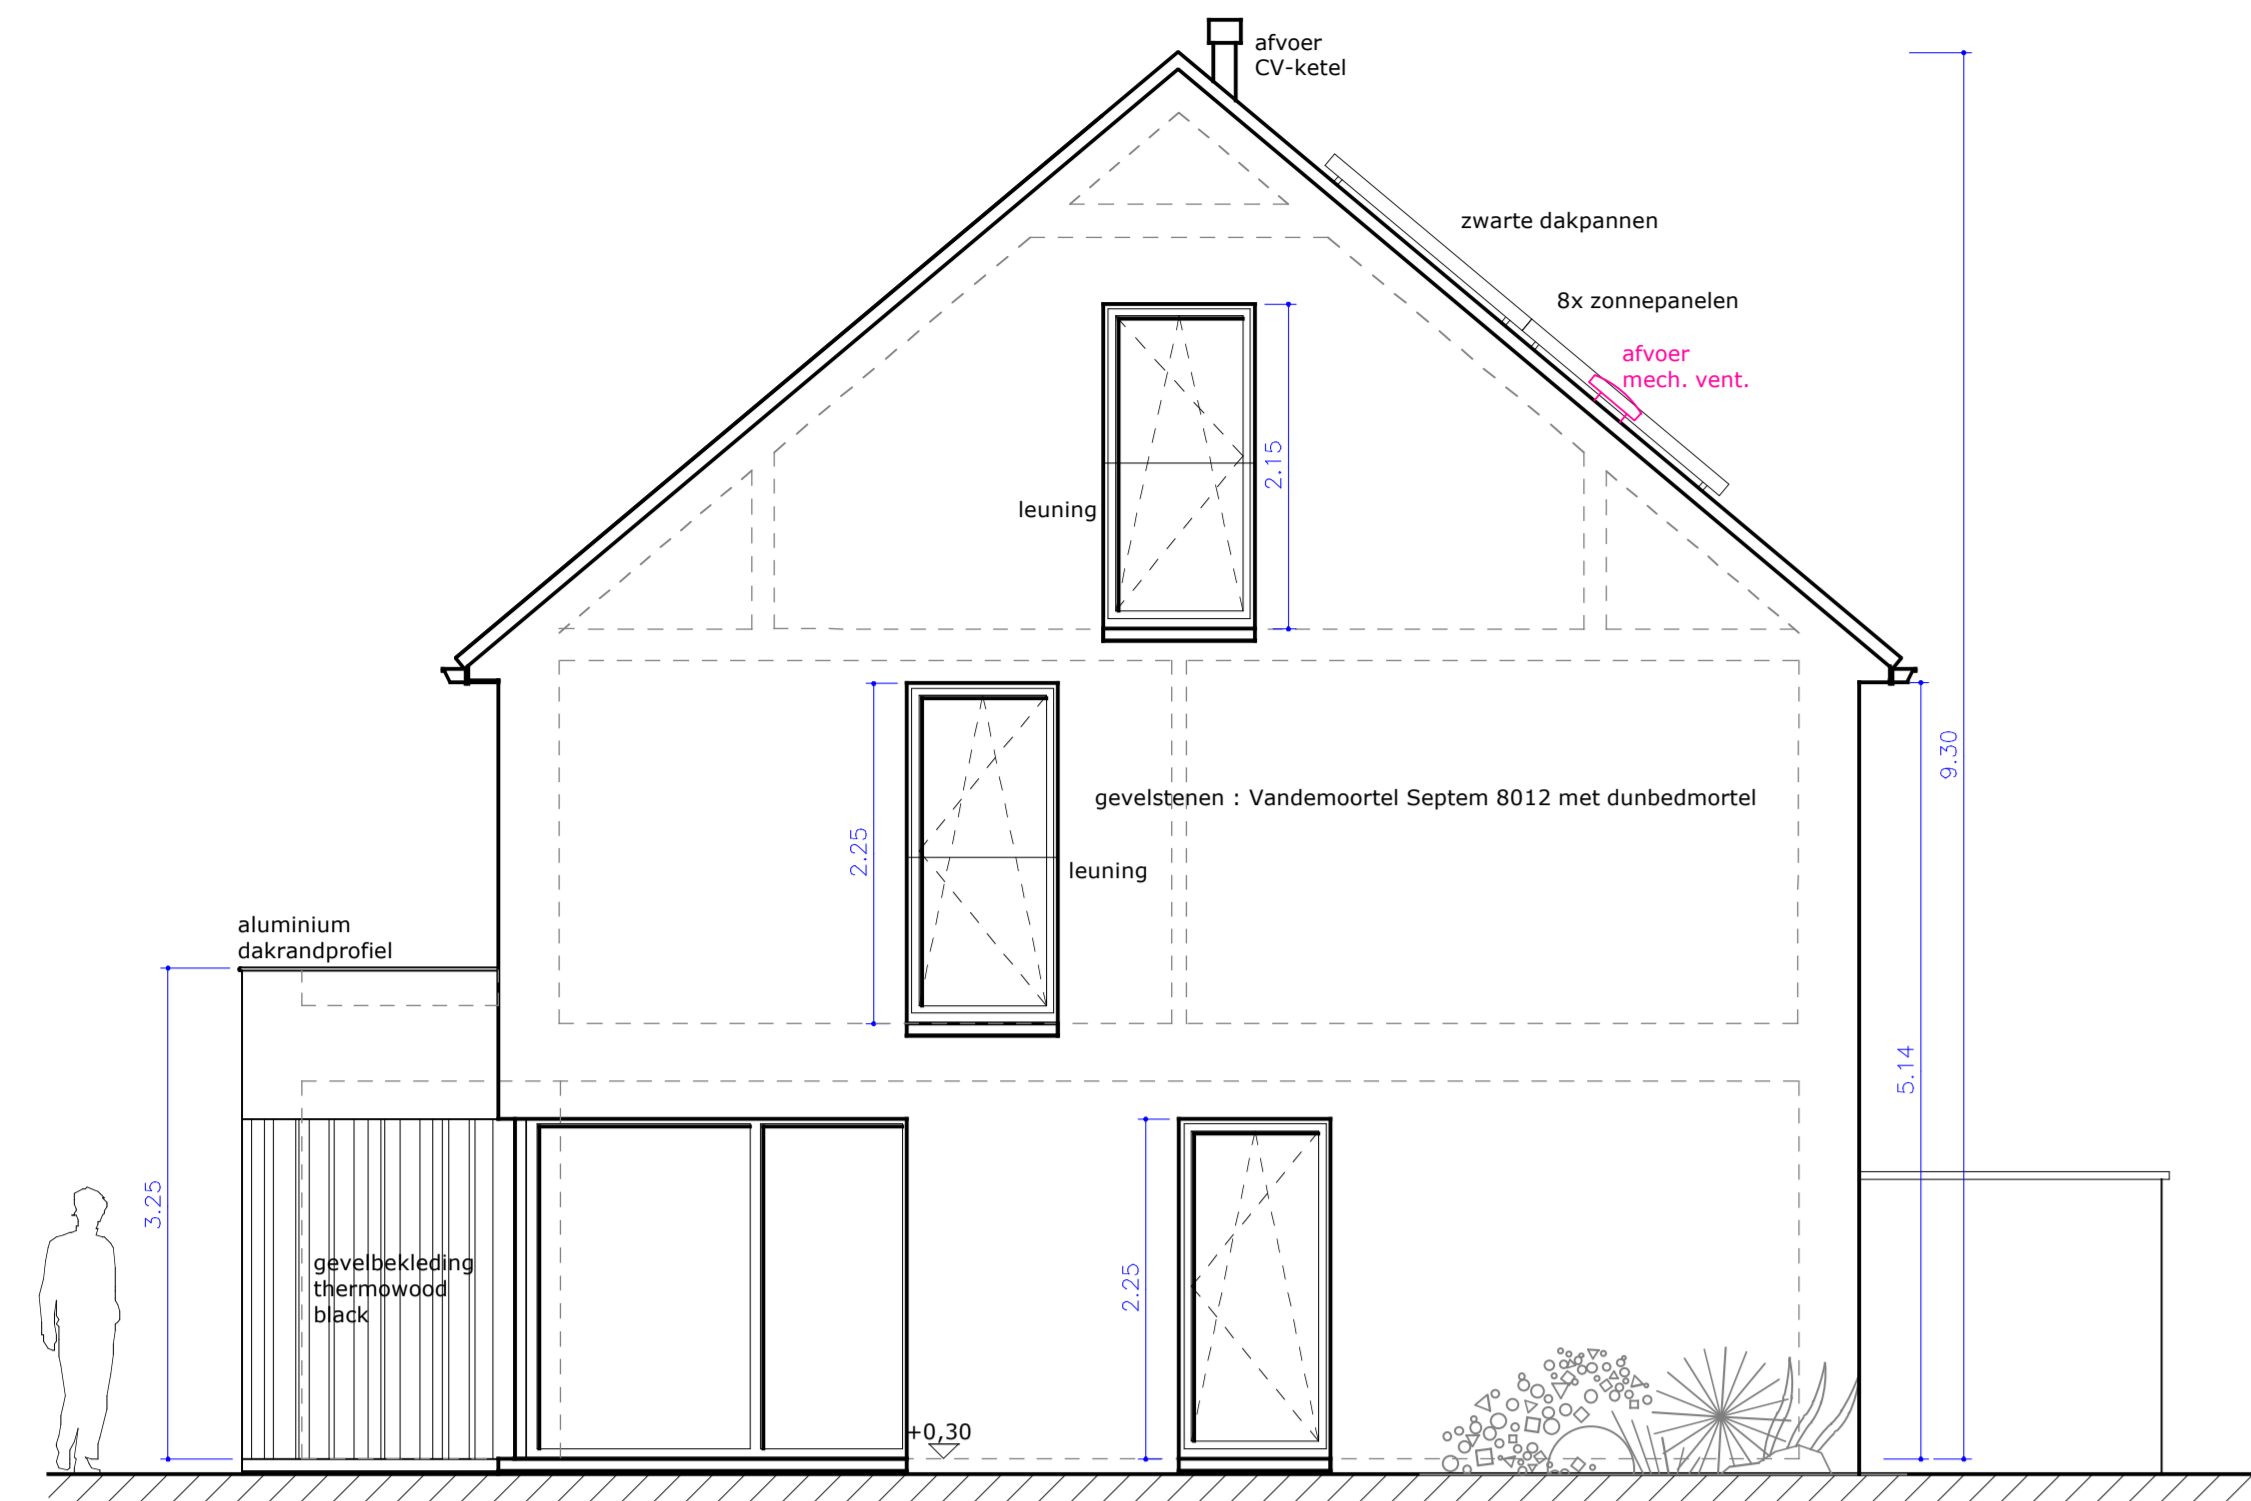 afvoer
CV-ketel
zwarte dakpannen
8x zonnepanelen
afvoer
mech. vent.
2.15
leuning
9.30
gevelstenen : Vandemoortel Septem 8012 met dunbedmortel
2.25
leuning
aluminium
dakrandprofiel
5.14
3.25
gevelbekleding
thermowood
black
2.25
+0,30